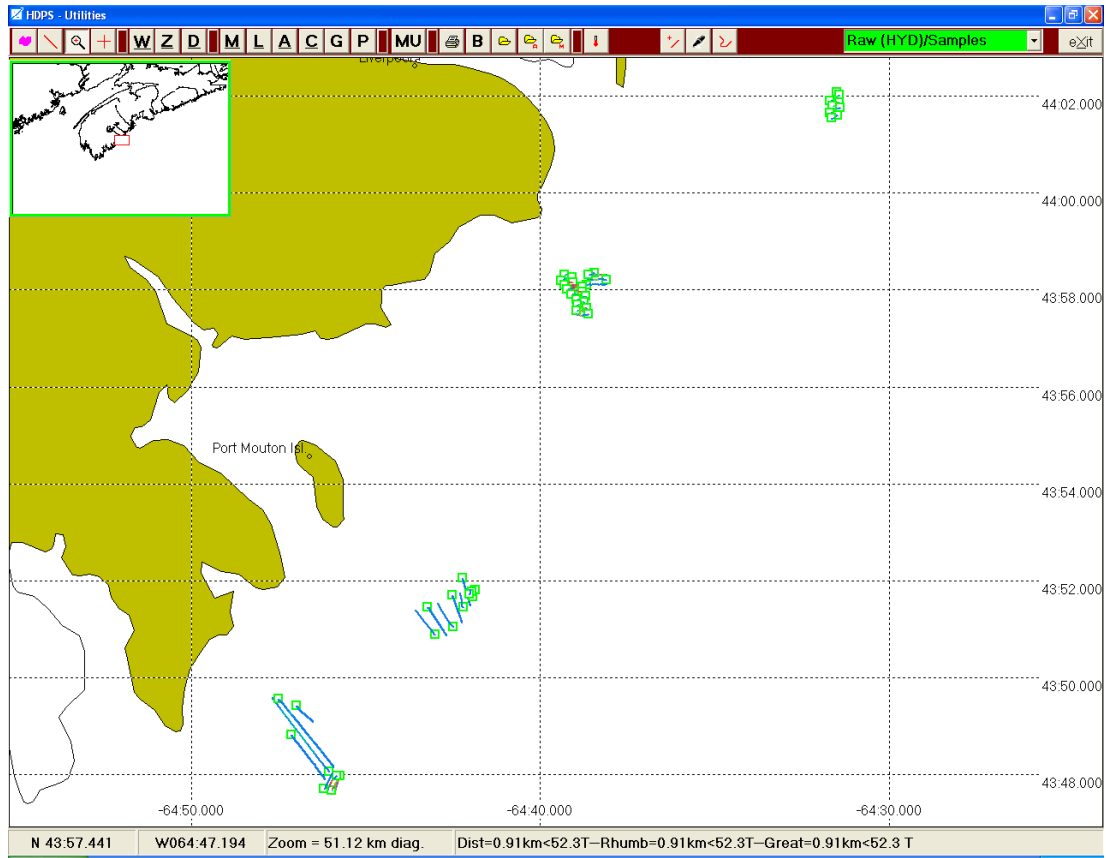 HDPS - Utilities
W Z D M L A C G P MU B Raw (HYD)/Samples eXit
44:02.000
44:00.000
43:58.000
43:56.000
Port Mouton Isl.
43:54.000
43:52.000
43:50.000
43:48.000
-64:50.000 -64:40.000 -64:30.000
N 43:57.441 W064:47.194 Zoom = 51.12 km diag. Dist=0.91km<52.3T—Rhumb=0.91km<52.3T—Great=0.91km<52.3 T